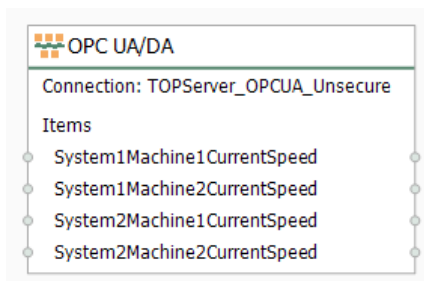 OPC UA/DA
Connection: TOPServer_OPCUA_Unsecure
Items
System1Machine1CurrentSpeed
System1Machine2CurrentSpeed
System2Machine1CurrentSpeed
System2Machine2CurrentSpeed